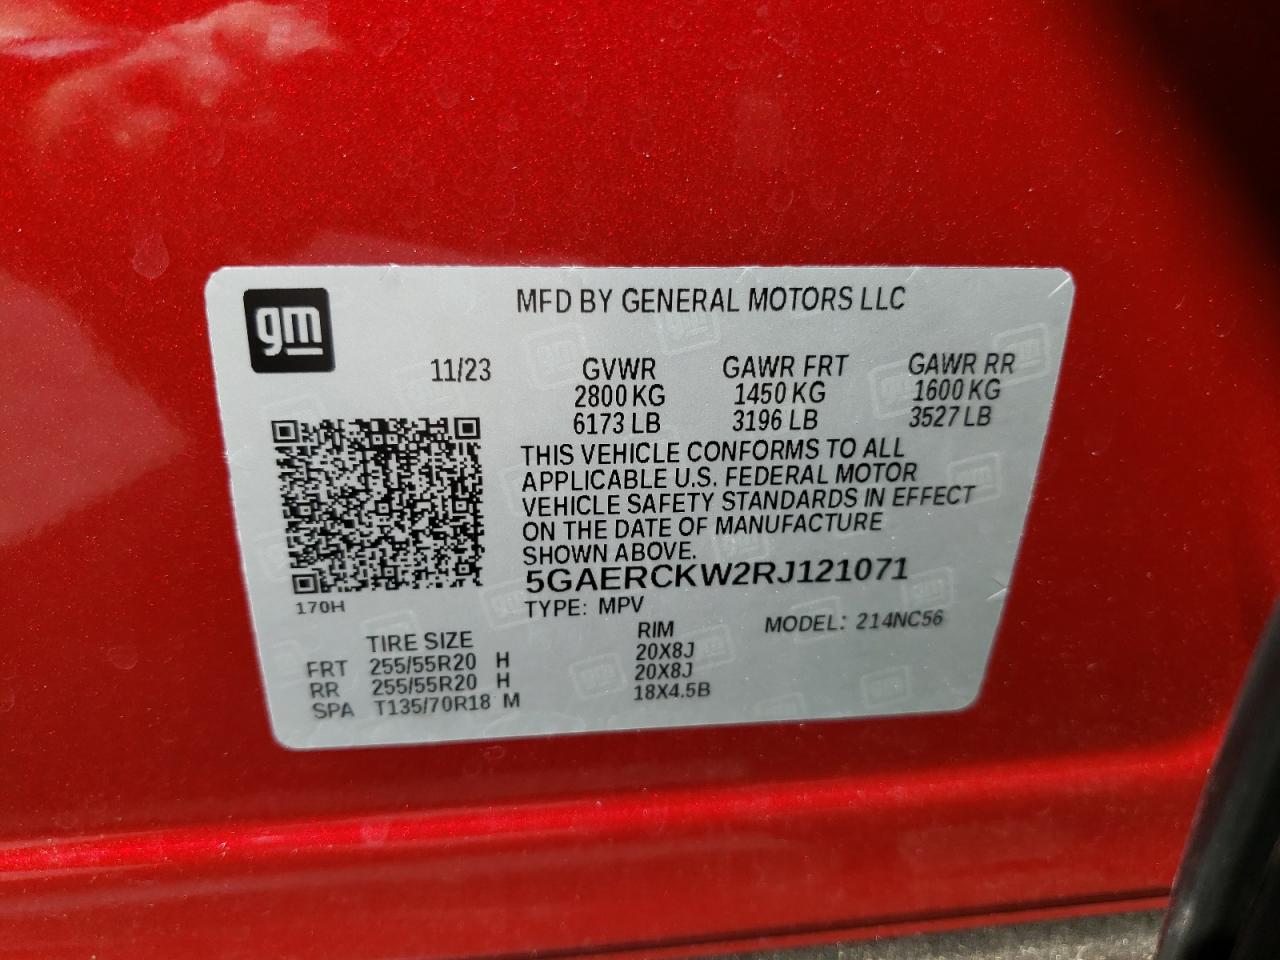 gm
MFD BY GENERAL MOTORS LLC
11/23 GVWR GAWR FRT GAWR RR
2800 KG 1450 KG 1600 KG
6173 LB 3196 LB 3527 LB
THIS VEHICLE CONFORMS TO ALL
APPLICABLE U.S. FEDERAL MOTOR
VEHICLE SAFETY STANDARDS IN EFFECT
ON THE DATE OF MANUFACTURE
SHOWN ABOVE.
5GAERCKW2RJ121071
170H
TYPE: MPV
MODEL: 214NC56
TIRE SIZE RIM
FRT 255/55R20 H 20X8J
RR 255/55R20 H 20X8J
SPA T135/70R18 M 18X4.5B